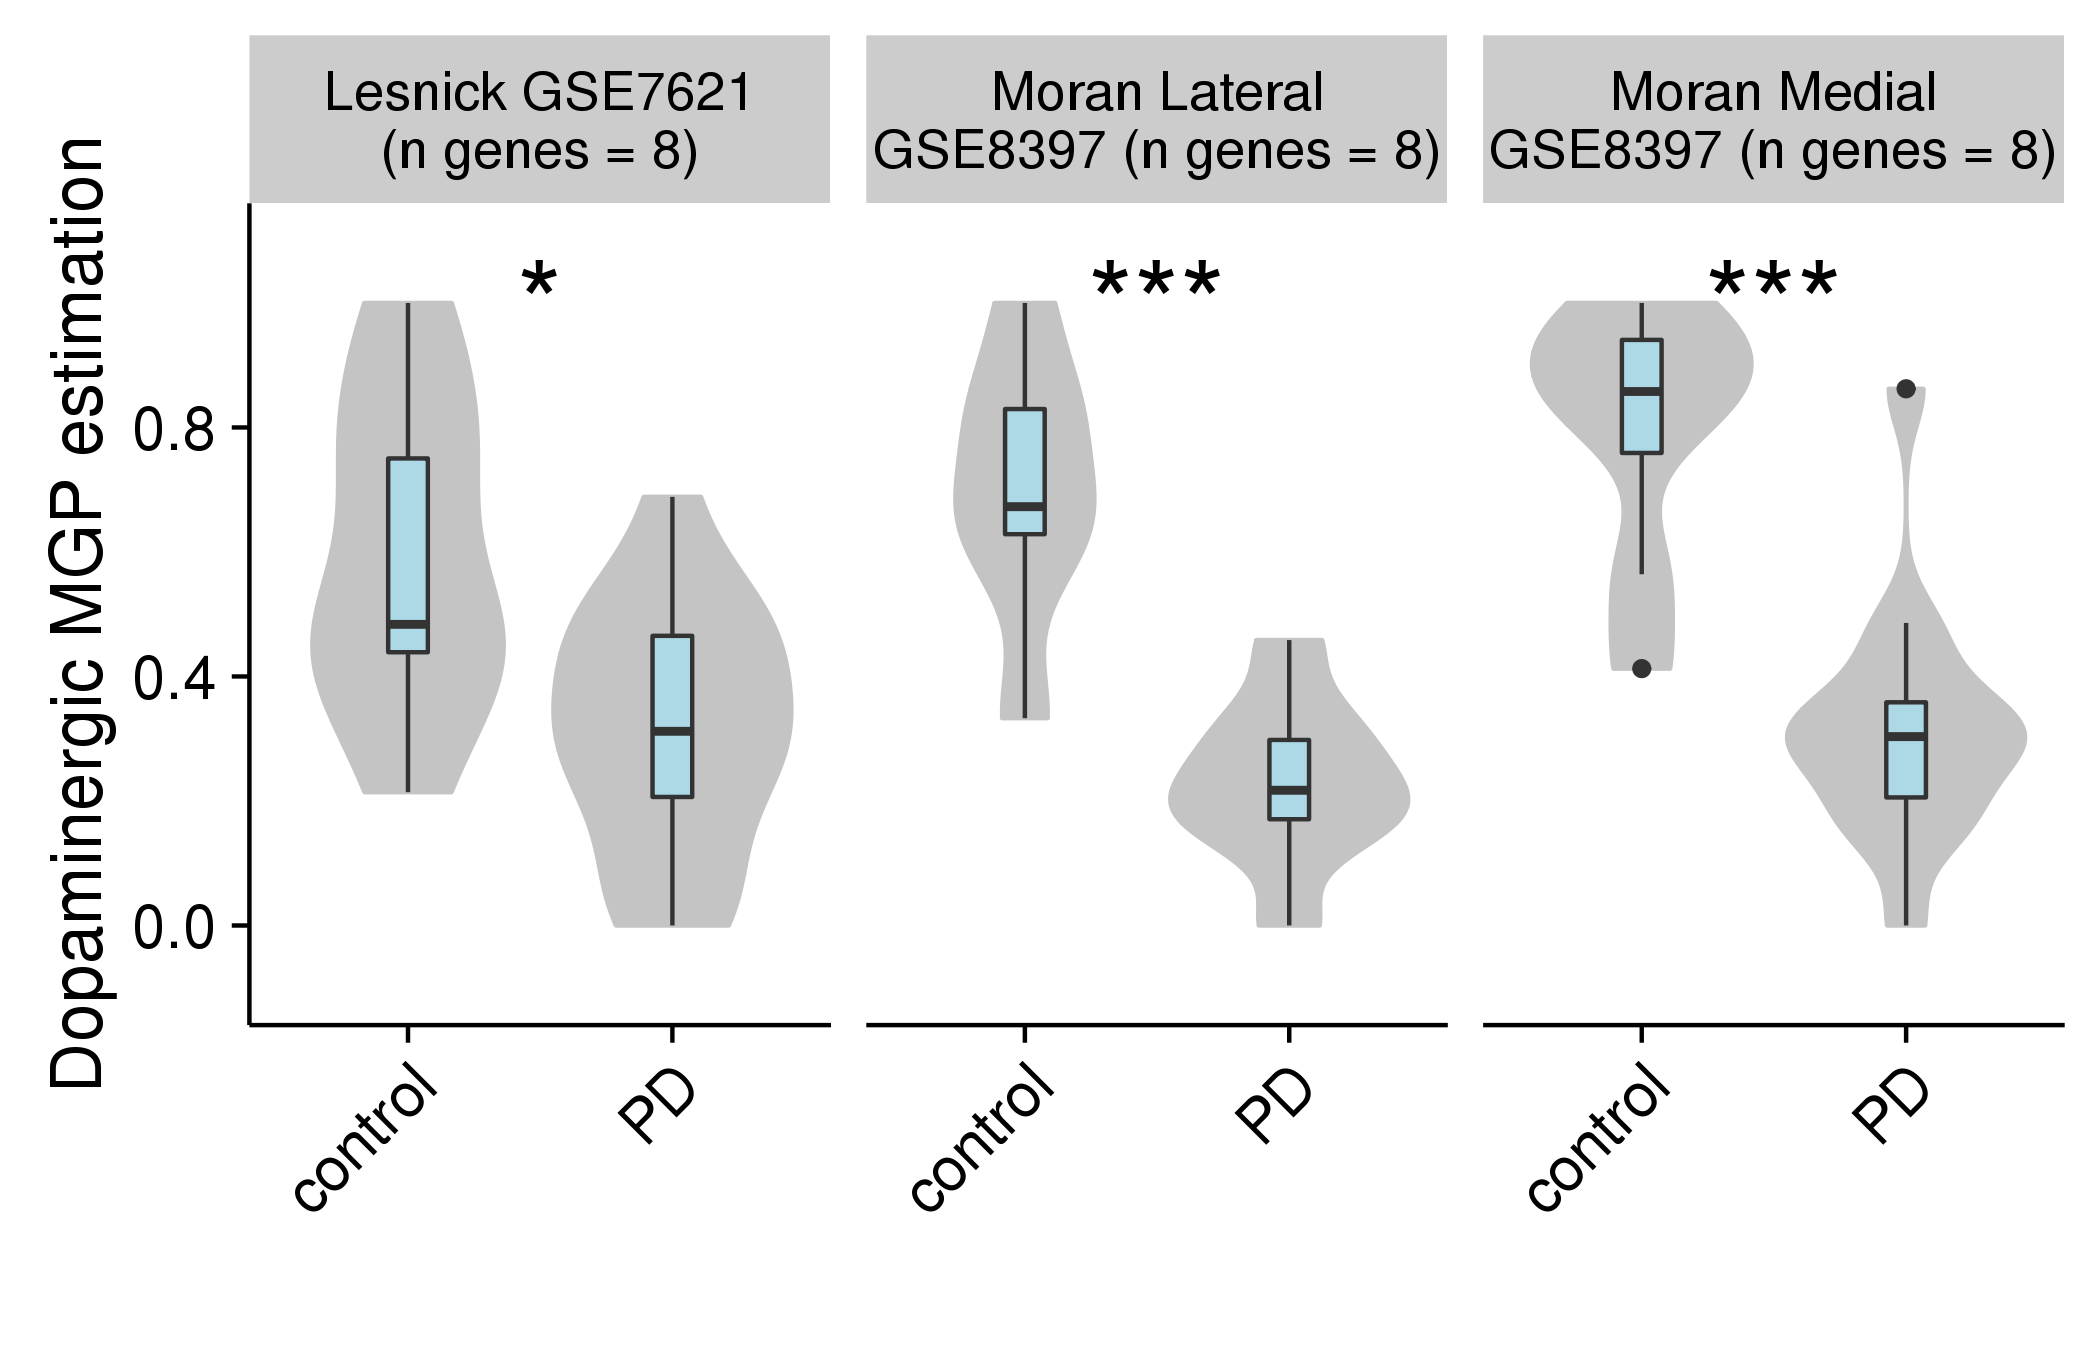 Lesnick GSE7621
(n genes = 8)
Moran Lateral
GSE8397 (n genes = 8)
Moran Medial
GSE8397 (n genes = 8)
Dopaminergic MGP estimation
0.8
0.4
0.0
*
***
***
control
PD
control
PD
control
PD